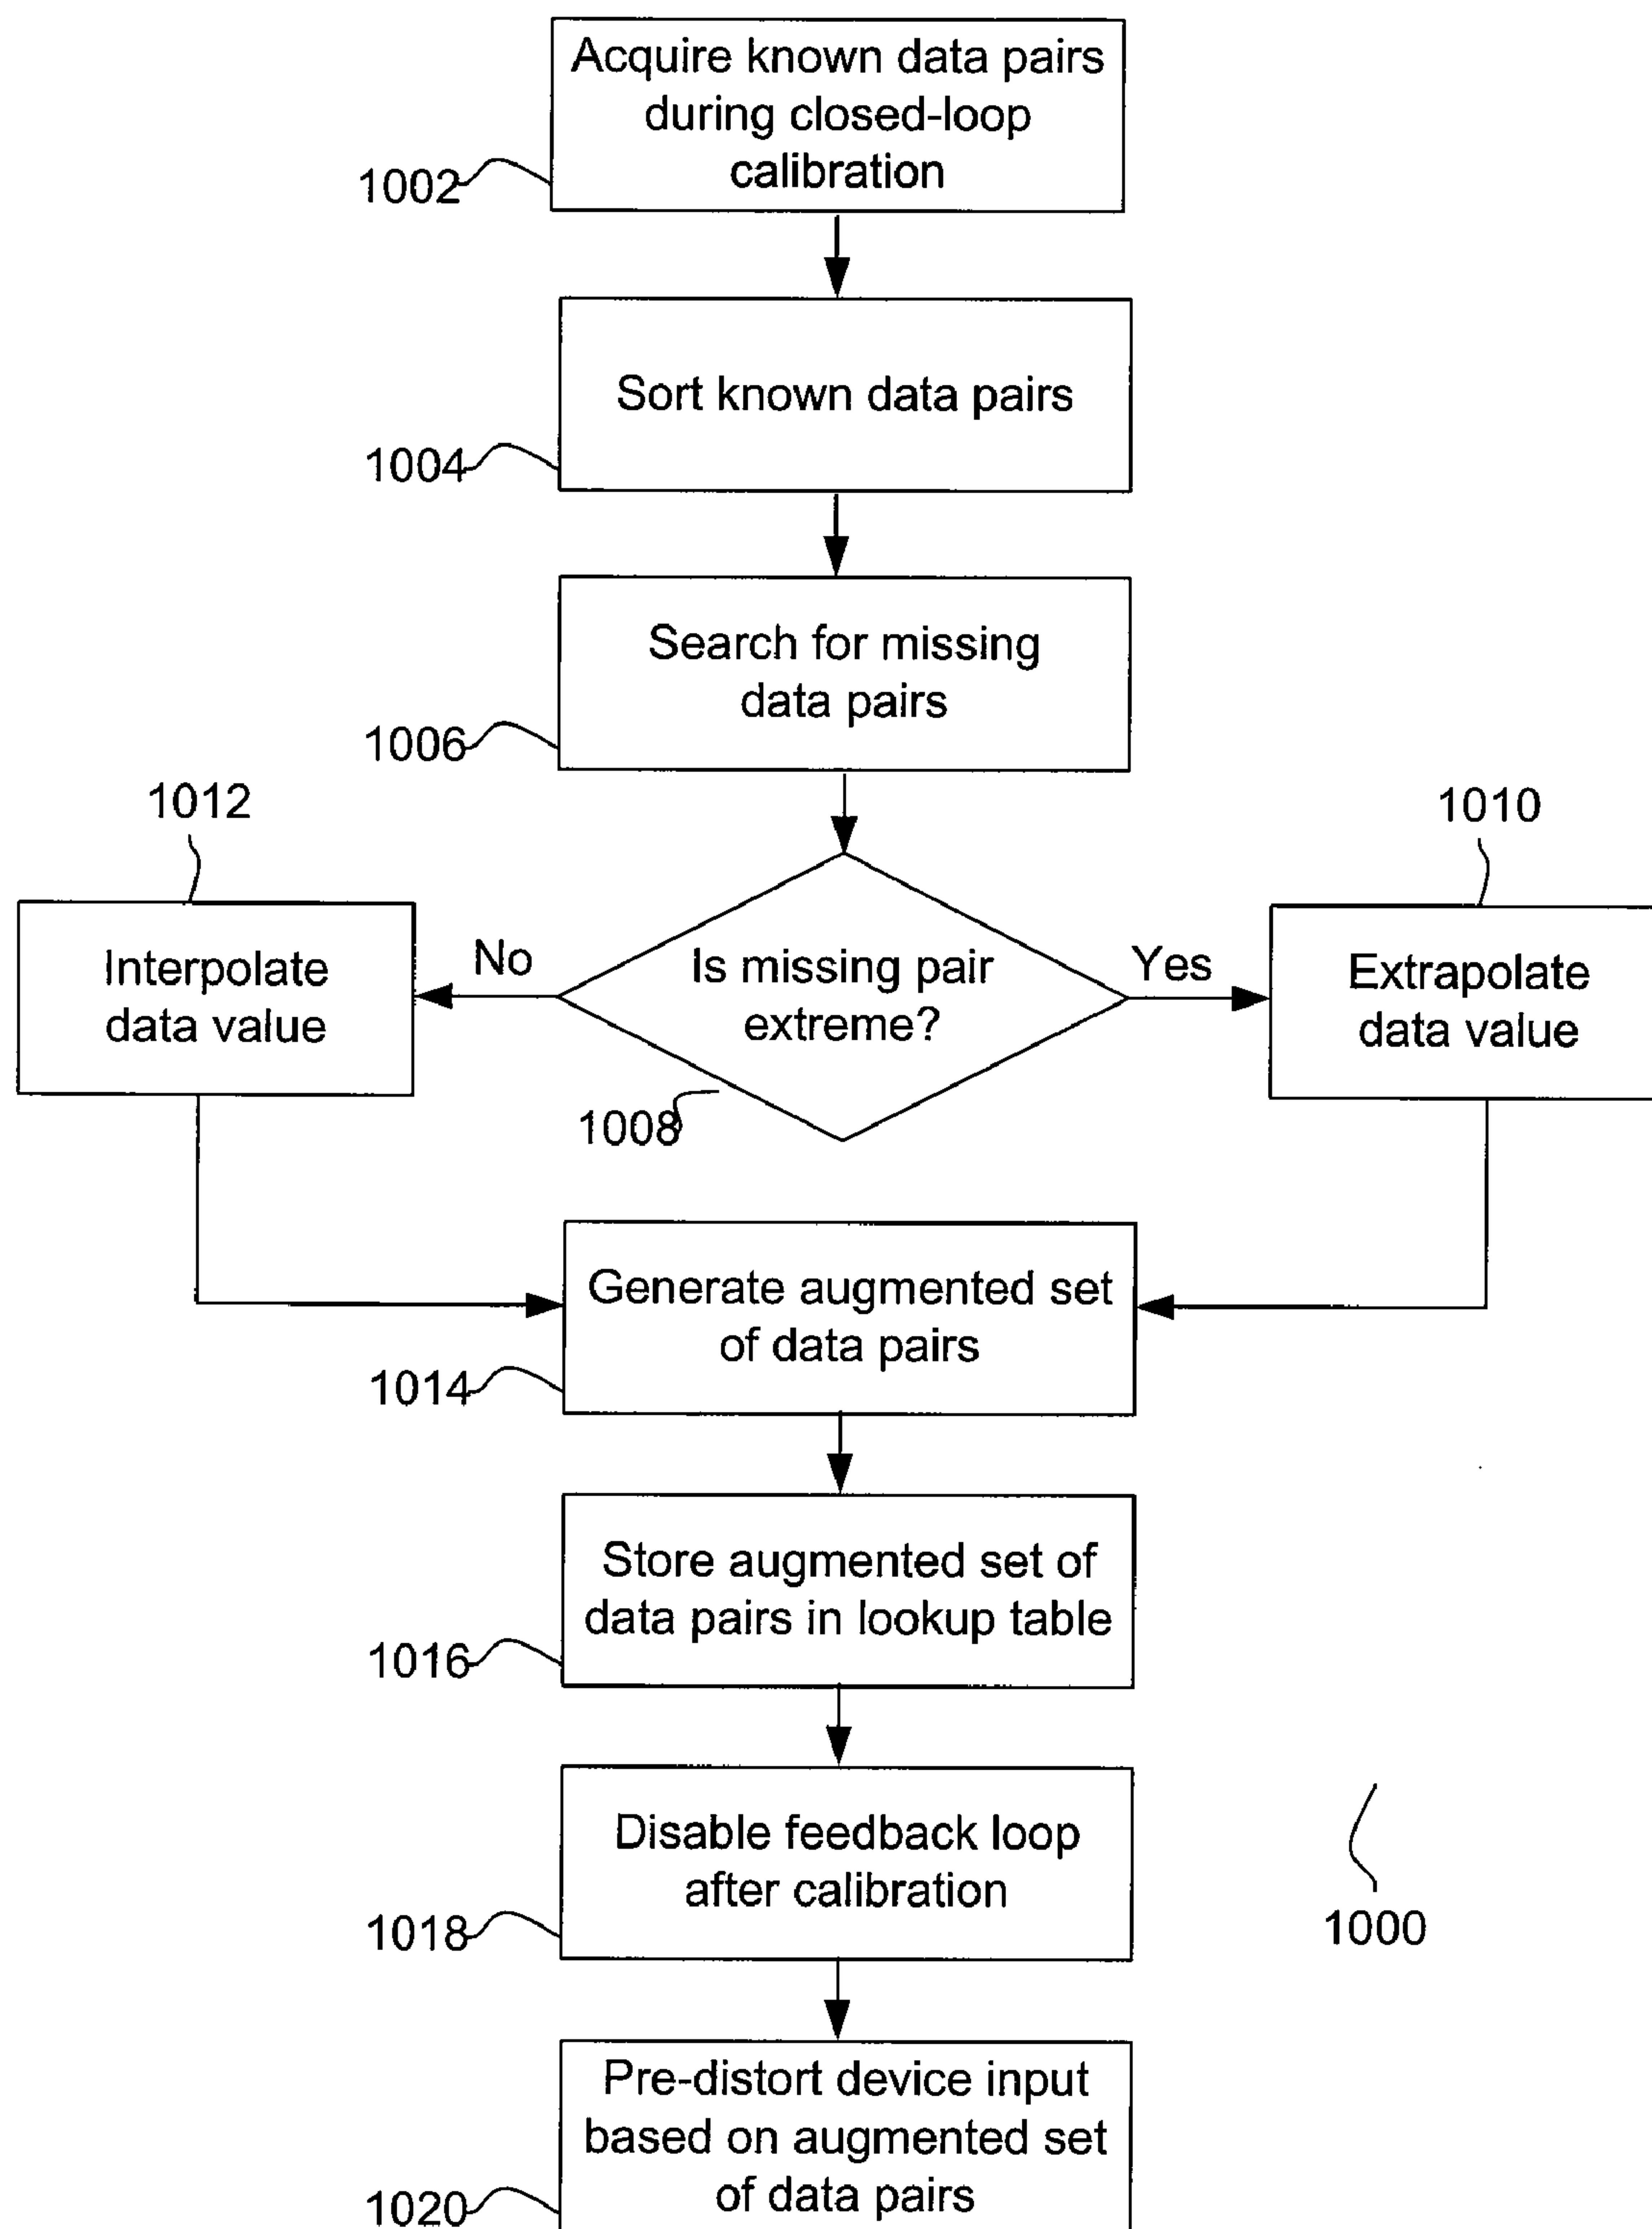 Acquire known data pairs
during closed-loop
calibration
1002
Sort known data pairs
1004
Search for missing
data pairs
1006
1012
1010
Interpolate
data value
No
Is missing pair
extreme?
Yes
Extrapolate
data value
1008
Generate augmented set
of data pairs
1014
Store augmented set of
data pairs in lookup table
1016
Disable feedback loop
after calibration
1018
1000
Pre-distort device input
based on augmented set
of data pairs
1020